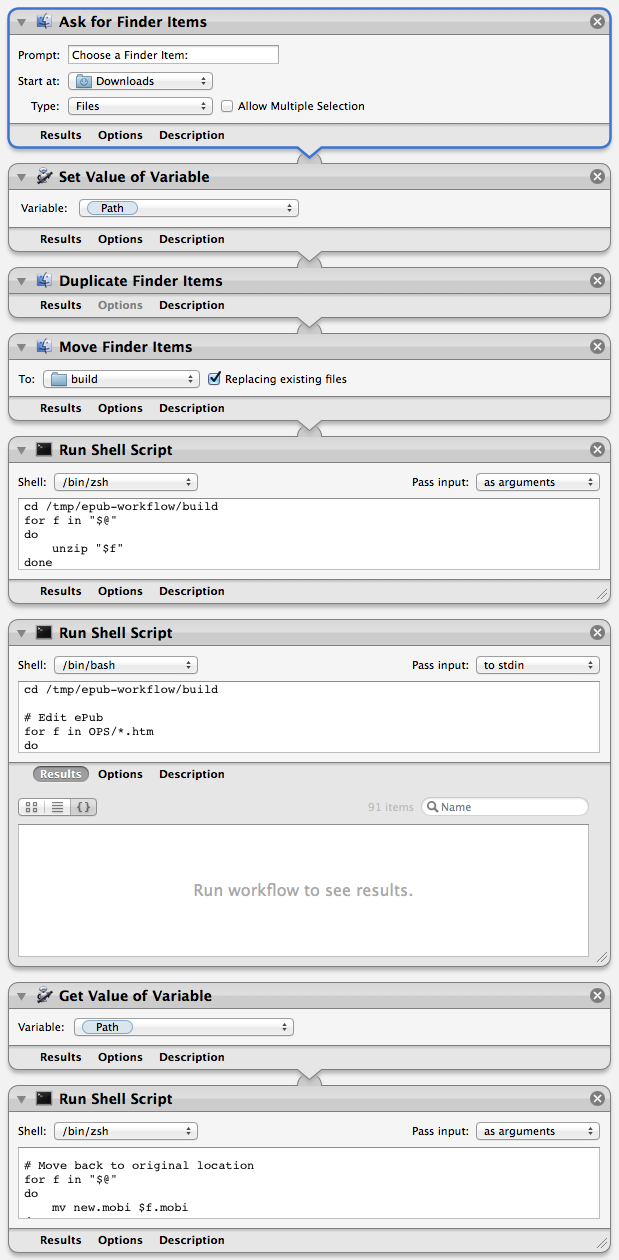 Ask for Finder Items
Prompt: Choose a Finder Item:
Start at: Downloads
Type: Files Allow Multiple Selection
Results Options Description
Set Value of Variable
Variable: Path
Results Options Description
Duplicate Finder Items
Results Options Description
Move Finder Items
To: build Replacing existing files
Results Options Description
Run Shell Script
Shell: /bin/zsh Pass input: as arguments
cd /tmp/epub-workflow/build
for f in "$@"
do
    unzip "$f"
done
Results Options Description
Run Shell Script
Shell: /bin/bash Pass input: to stdin
cd /tmp/epub-workflow/build
# Edit ePub
for f in OPS/*.htm
do
Results Options Description
91 items Name
Run workflow to see results.
Get Value of Variable
Variable: Path
Results Options Description
Run Shell Script
Shell: /bin/zsh Pass input: as arguments
# Move back to original location
for f in "$@"
do
    mv new.mobi $f.mobi
Results Options Description